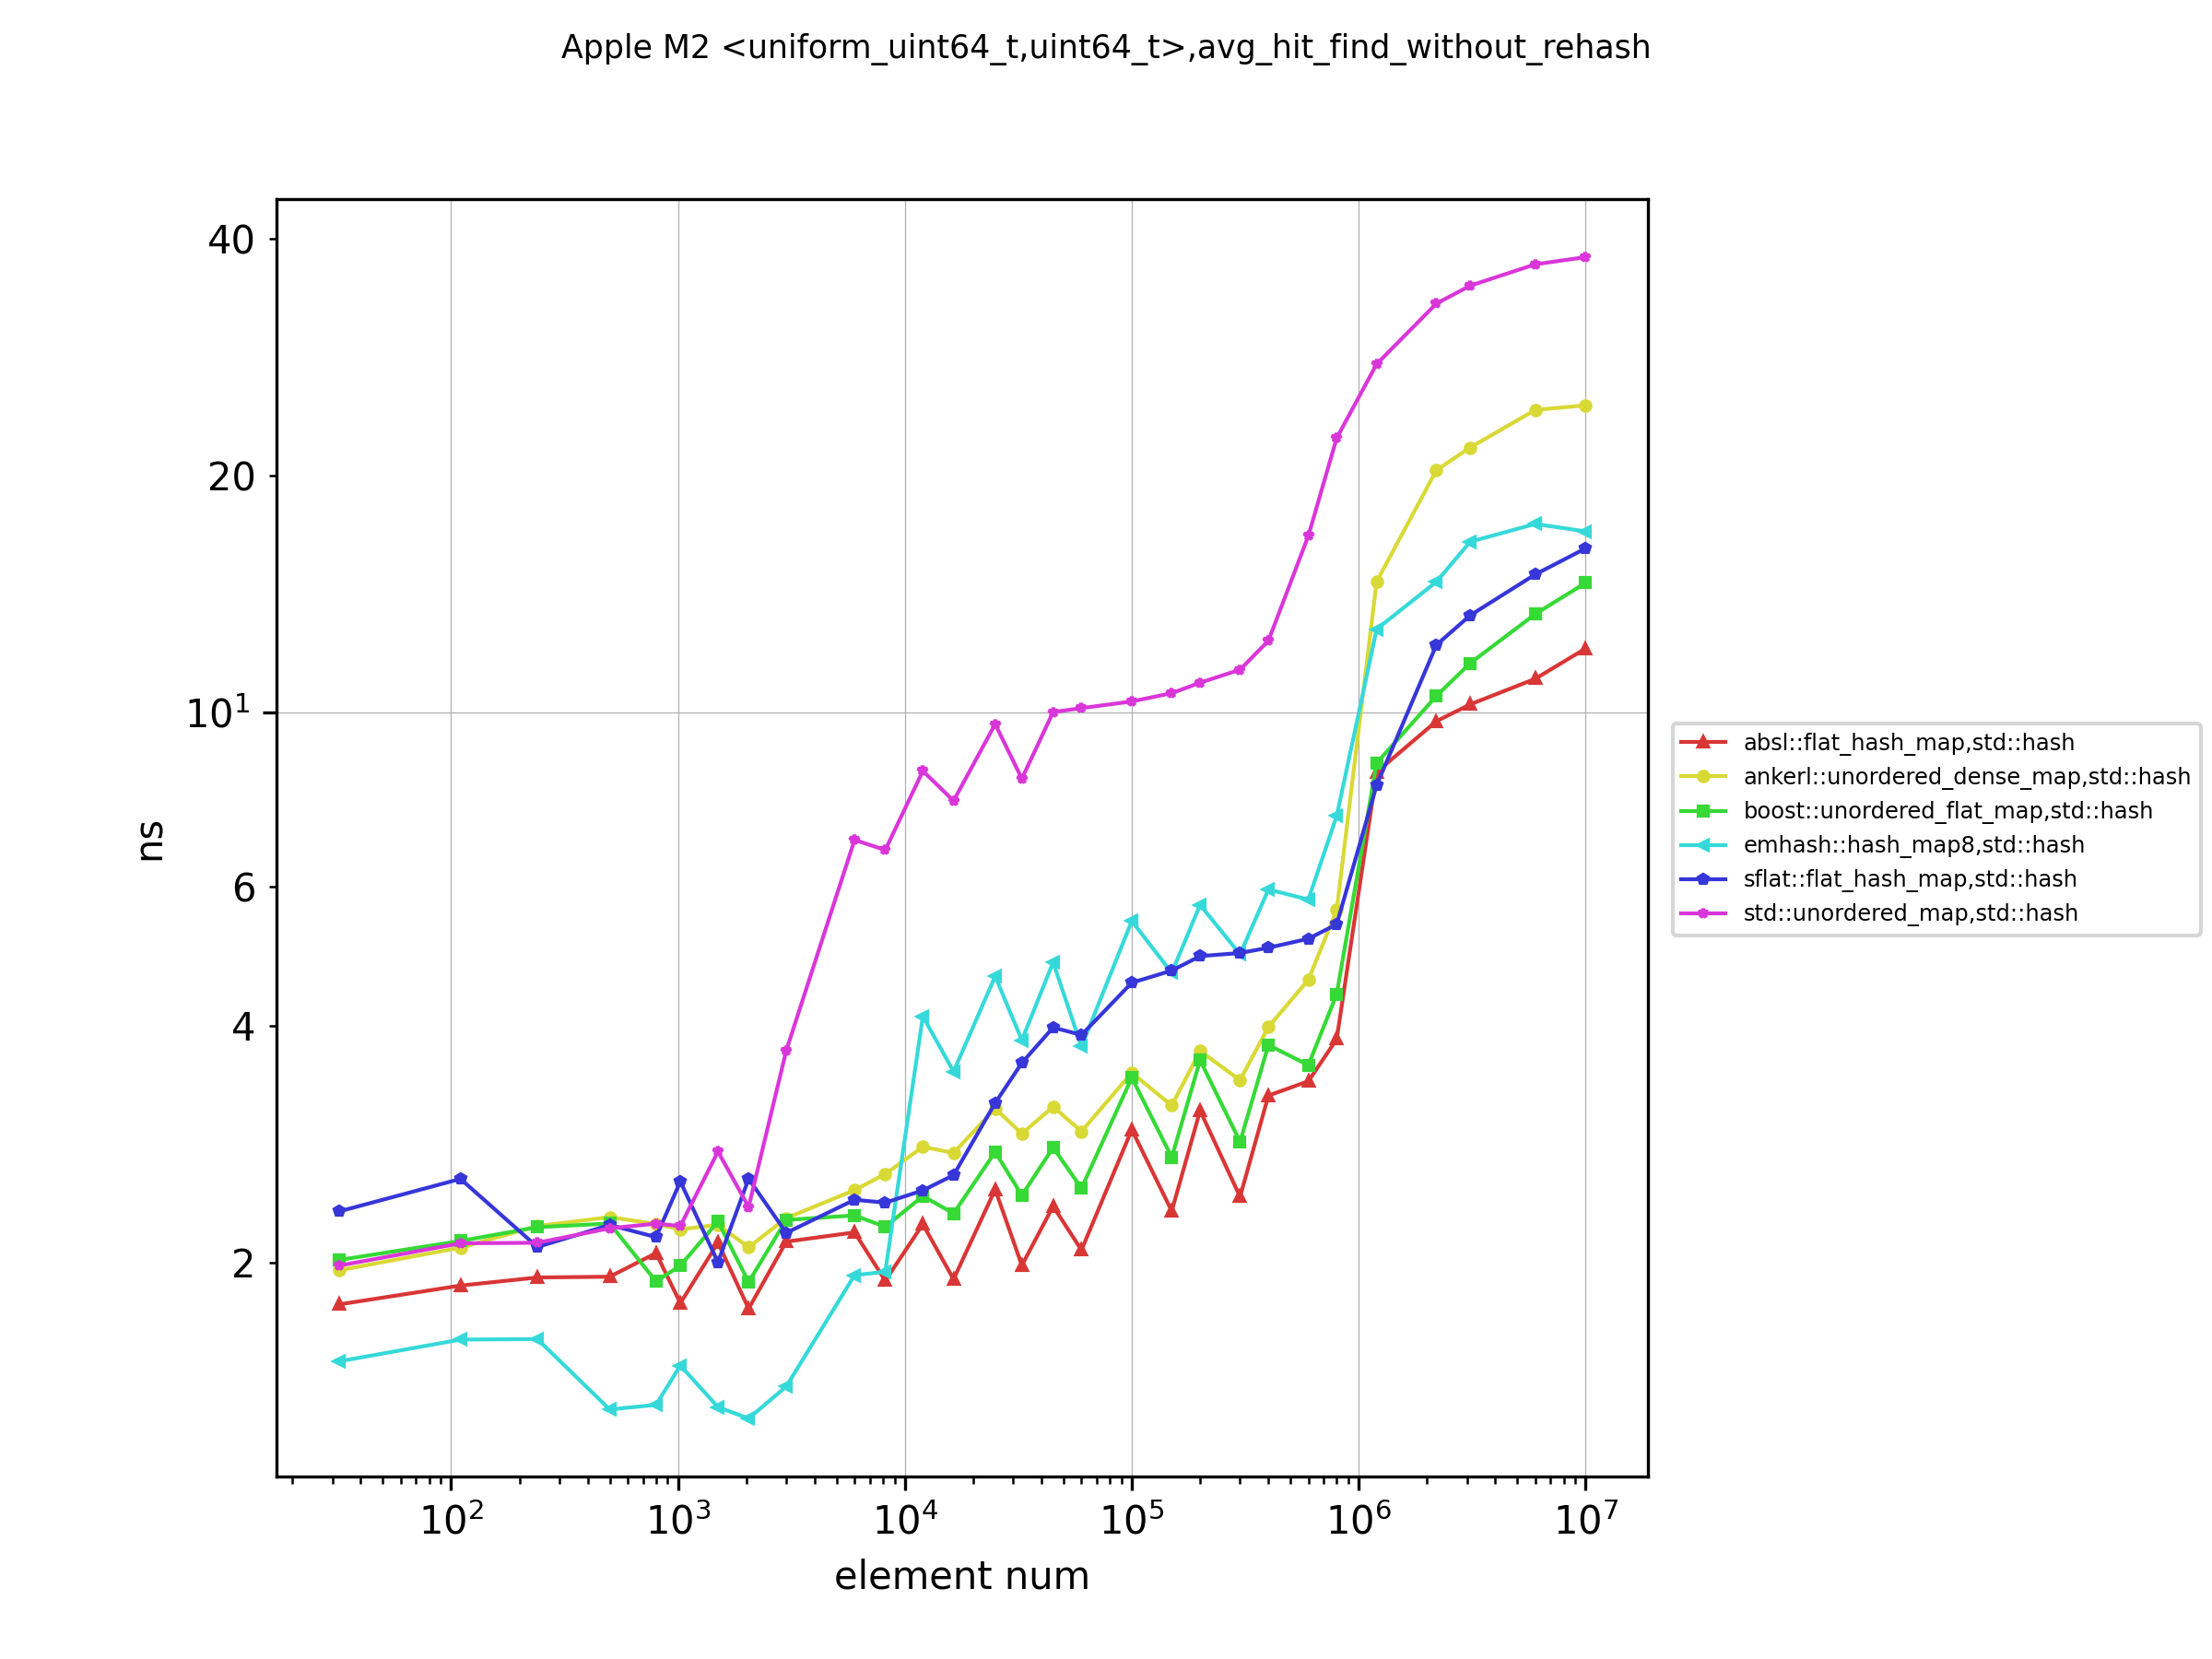 Apple M2 <uniform_uint64_t,uint64_t>,avg_hit_find_without_rehash
40
20
10¹
6
4
2
ns
10²
10³
10⁴
10⁵
10⁶
10⁷
element num
absl::flat_hash_map,std::hash
ankerl::unordered_dense_map,std::hash
boost::unordered_flat_map,std::hash
emhash::hash_map8,std::hash
sflat::flat_hash_map,std::hash
std::unordered_map,std::hash